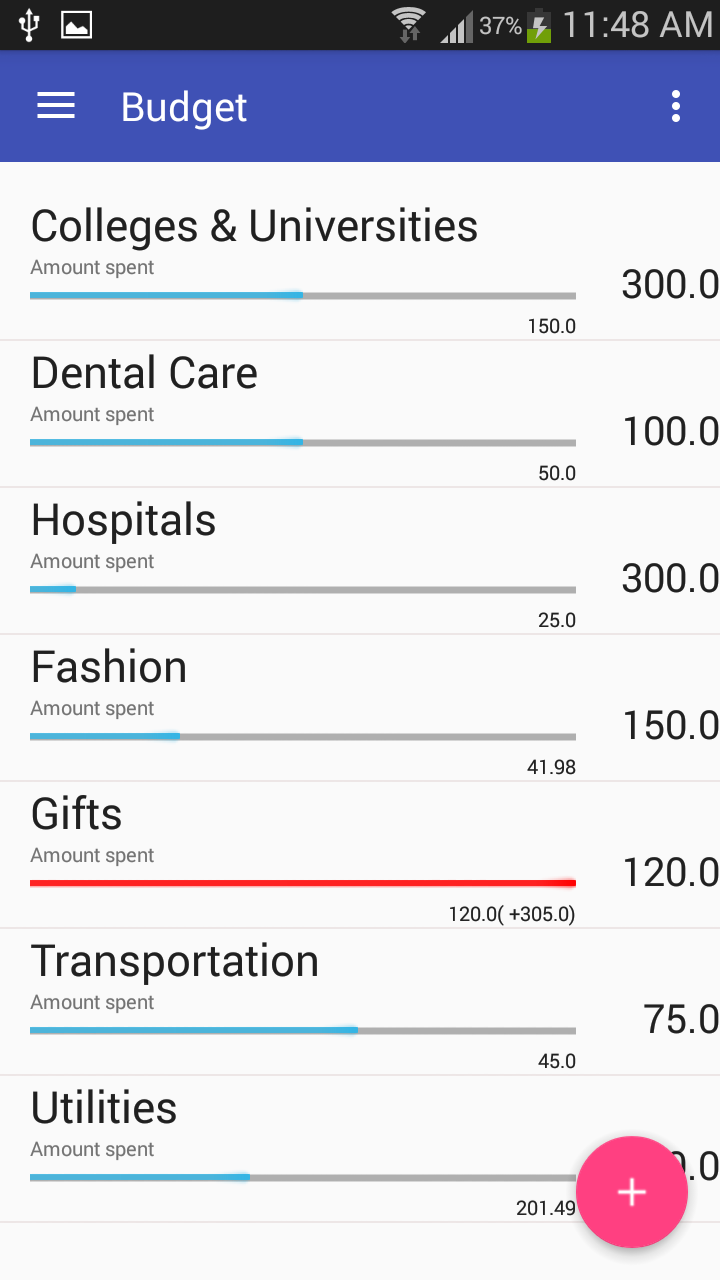 37% 11:48 AM
Budget
Colleges & Universities
Amount spent
300.0
150.0
Dental Care
Amount spent
100.0
50.0
Hospitals
Amount spent
300.0
25.0
Fashion
Amount spent
150.0
41.98
Gifts
Amount spent
120.0
120.0( +305.0)
Transportation
Amount spent
75.0
45.0
Utilities
Amount spent
201.49
+